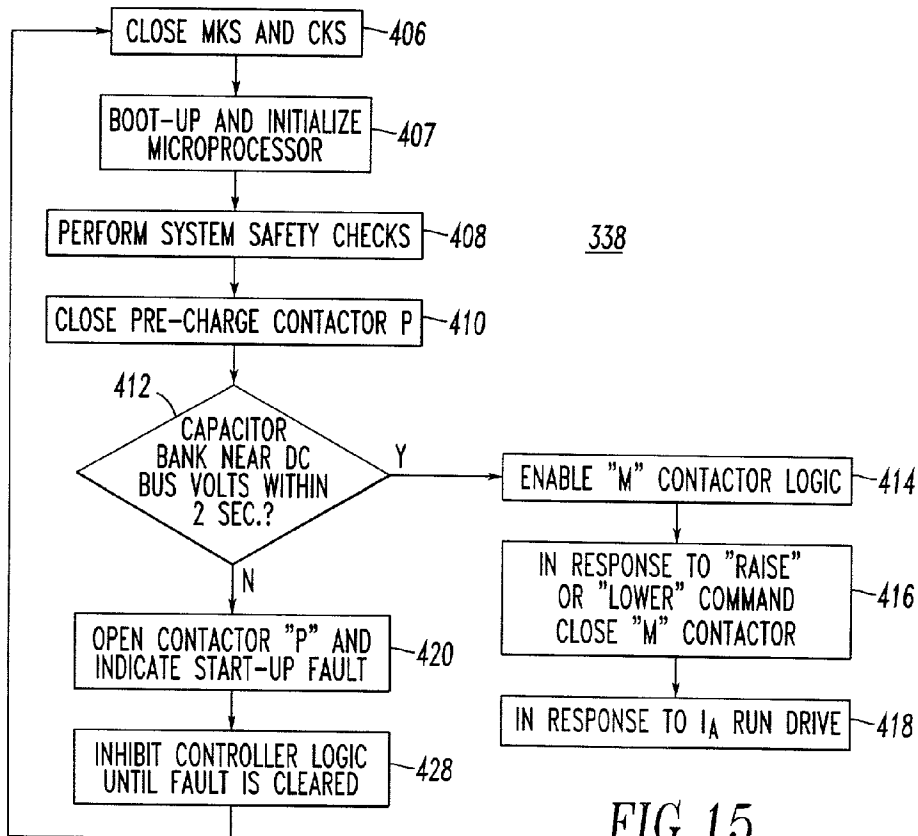 CLOSE MKS AND CKS
406
BOOT-UP AND INITIALIZE
MICROPROCESSOR
407
PERFORM SYSTEM SAFETY CHECKS
408
338
CLOSE PRE-CHARGE CONTACTOR P
410
412
CAPACITOR
BANK NEAR DC
BUS VOLTS WITHIN
2 SEC.?
Y
N
ENABLE "M" CONTACTOR LOGIC
414
IN RESPONSE TO "RAISE"
OR "LOWER" COMMAND
CLOSE "M" CONTACTOR
416
IN RESPONSE TO IA RUN DRIVE
418
OPEN CONTACTOR "P" AND
INDICATE START-UP FAULT
420
INHIBIT CONTROLLER LOGIC
UNTIL FAULT IS CLEARED
428
FIG. 15